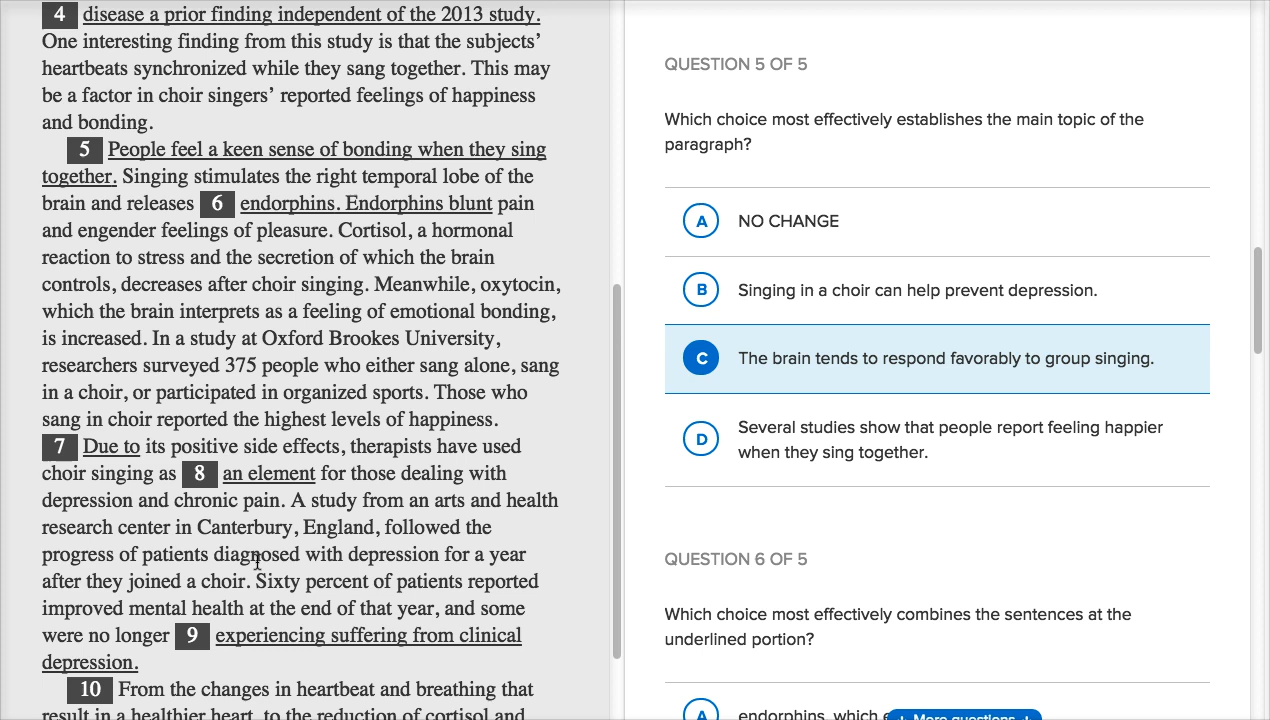 4 disease a prior finding independent of the 2013 study.
One interesting finding from this study is that the subjects’
heartbeats synchronized while they sang together. This may
be a factor in choir singers’ reported feelings of happiness
and bonding.
5 People feel a keen sense of bonding when they sing
together. Singing stimulates the right temporal lobe of the
brain and releases 6 endorphins. Endorphins blunt pain
and engender feelings of pleasure. Cortisol, a hormonal
reaction to stress and the secretion of which the brain
controls, decreases after choir singing. Meanwhile, oxytocin,
which the brain interprets as a feeling of emotional bonding,
is increased. In a study at Oxford Brookes University,
researchers surveyed 375 people who either sang alone, sang
in a choir, or participated in organized sports. Those who
sang in choir reported the highest levels of happiness.
7 Due to its positive side effects, therapists have used
choir singing as 8 an element for those dealing with
depression and chronic pain. A study from an arts and health
research center in Canterbury, England, followed the
progress of patients diagnosed with depression for a year
after they joined a choir. Sixty percent of patients reported
improved mental health at the end of that year, and some
were no longer 9 experiencing suffering from clinical
depression.
10 From the changes in heartbeat and breathing that
result in a healthier heart, to the reduction of cortisol and
QUESTION 5 OF 5
Which choice most effectively establishes the main topic of the
paragraph?
A NO CHANGE
B Singing in a choir can help prevent depression.
C The brain tends to respond favorably to group singing.
D Several studies show that people report feeling happier
when they sing together.
QUESTION 6 OF 5
Which choice most effectively combines the sentences at the
underlined portion?
A endorphins, which
↓ More questions ↓